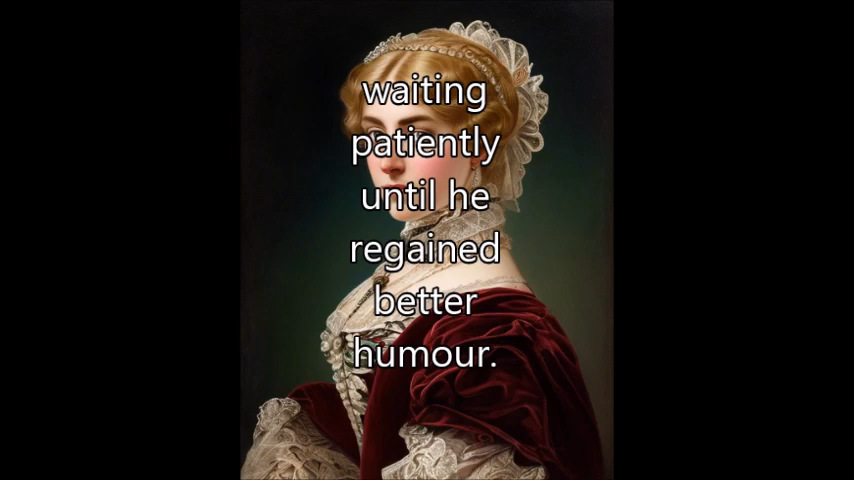 waiting
patiently
until he
regained
better
humour.